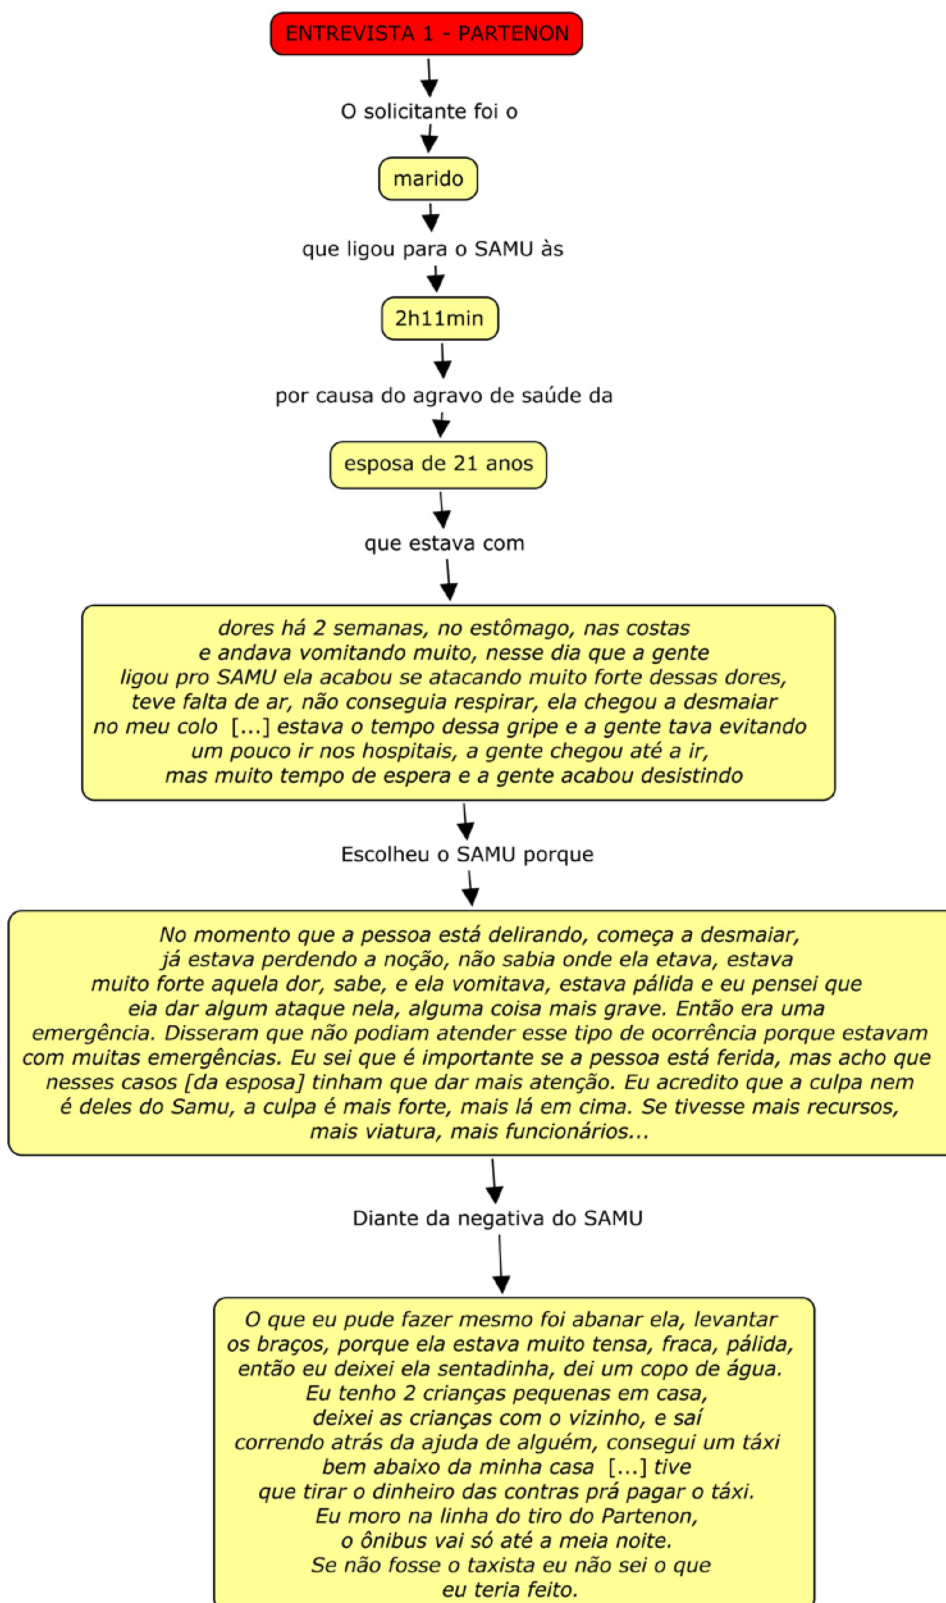 ENTREVISTA 1 - PARTENON
O solicitante foi o
marido
que ligou para o SAMU às
2h11min
por causa do agravo de saúde da
esposa de 21 anos
que estava com
dores há 2 semanas, no estômago, nas costas
e andava vomitando muito, nesse dia que a gente
ligou pro SAMU ela acabou se atacando muito forte dessas dores,
teve falta de ar, não conseguia respirar, ela chegou a desmaiar
no meu colo [...] estava o tempo dessa gripe e a gente tava evitando
um pouco ir nos hospitais, a gente chegou até a ir,
mas muito tempo de espera e a gente acabou desistindo
Escolheu o SAMU porque
No momento que a pessoa está delirando, começa a desmaiar,
já estava perdendo a noção, não sabia onde ela etava, estava
muito forte aquela dor, sabe, e ela vomitava, estava pálida e eu pensei que
eia dar algum ataque nela, alguma coisa mais grave. Então era uma
emergência. Disseram que não podiam atender esse tipo de ocorrência porque estavam
com muitas emergências. Eu sei que é importante se a pessoa está ferida, mas acho que
nesses casos [da esposa] tinham que dar mais atenção. Eu acredito que a culpa nem
é deles do Samu, a culpa é mais forte, mais lá em cima. Se tivesse mais recursos,
mais viatura, mais funcionários...
Diante da negativa do SAMU
O que eu pude fazer mesmo foi abanar ela, levantar
os braços, porque ela estava muito tensa, fraca, pálida,
então eu deixei ela sentadinha, dei um copo de água.
Eu tenho 2 crianças pequenas em casa,
deixei as crianças com o vizinho, e saí
correndo atrás da ajuda de alguém, consegui um táxi
bem abaixo da minha casa [...] tive
que tirar o dinheiro das contras prá pagar o táxi.
Eu moro na linha do tiro do Partenon,
o ônibus vai só até a meia noite.
Se não fosse o taxista eu não sei o que
eu teria feito.